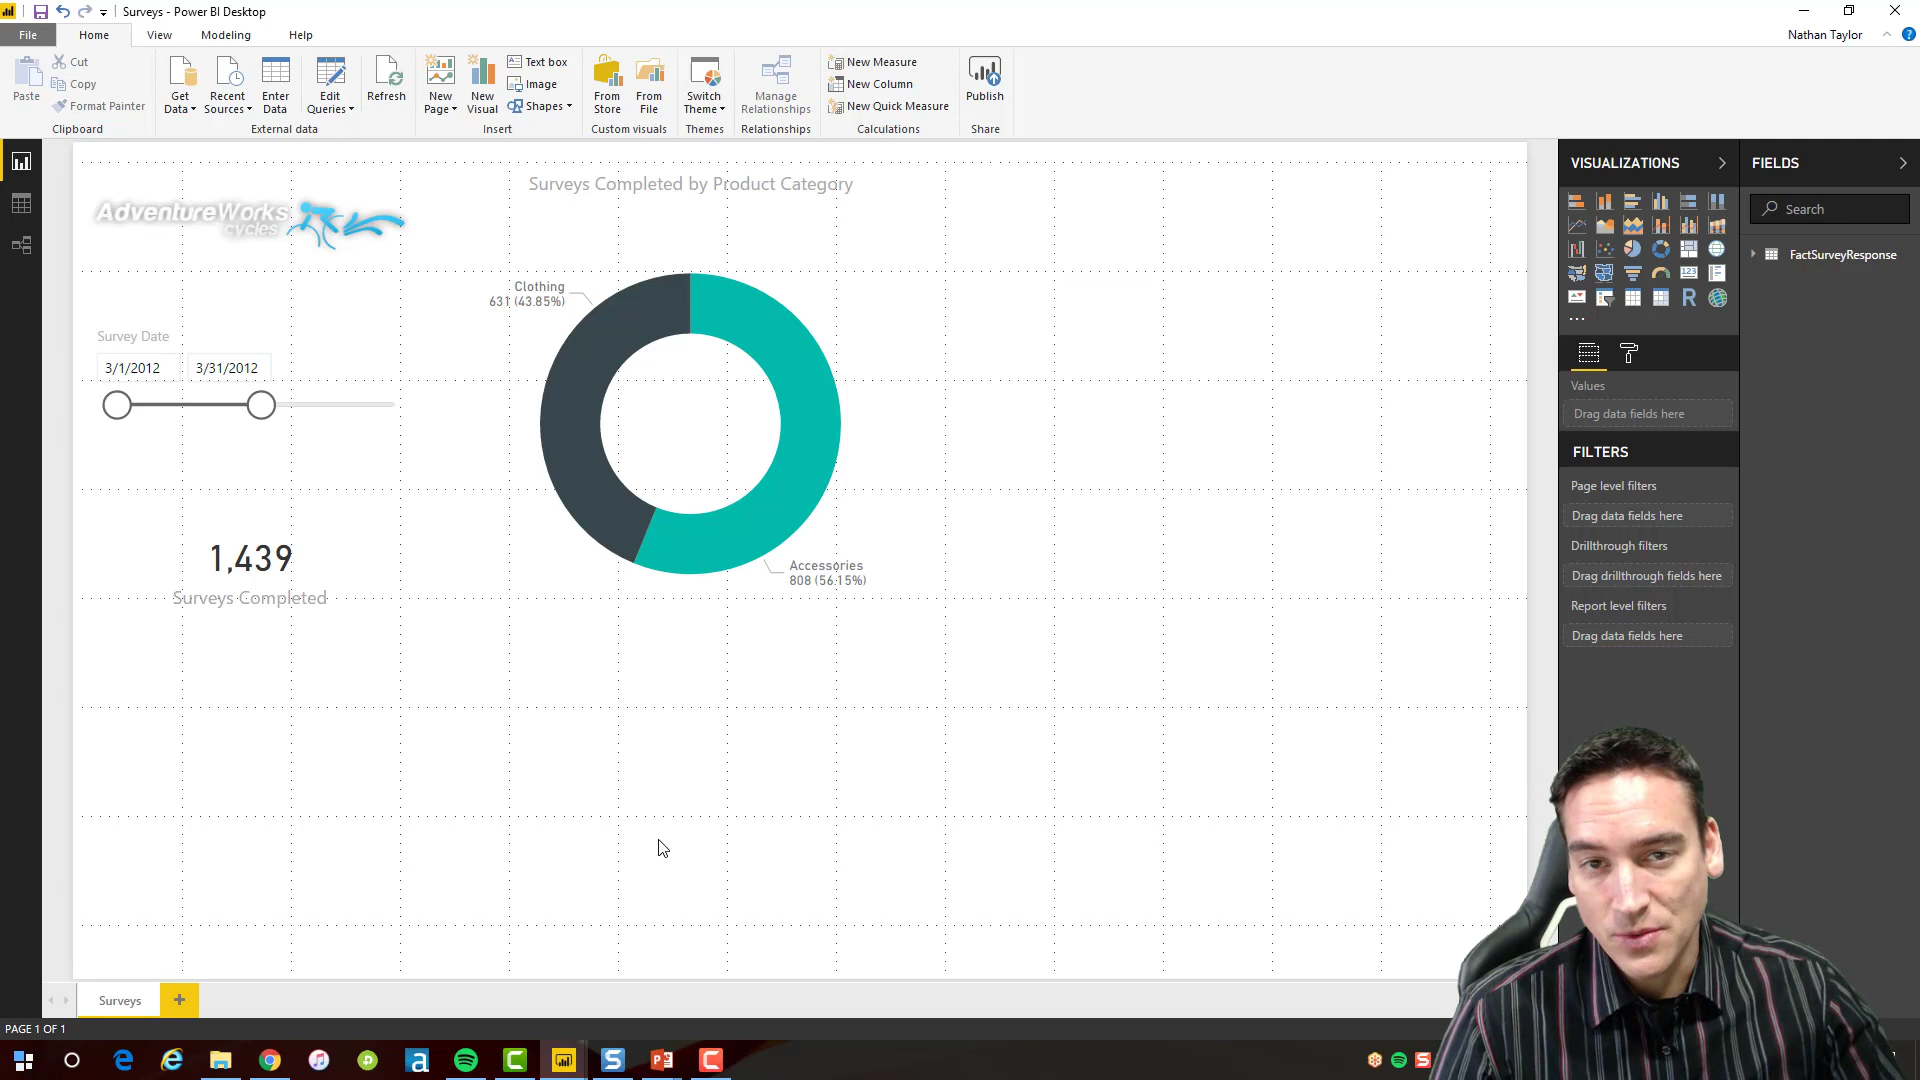 Surveys - Power BI Desktop
File
Home
View
Modeling
Help
Nathan Taylor
Paste
Cut
Copy
Format Painter
Clipboard
Get
Data
Recent
Sources
Enter
Data
Edit
Queries
Refresh
External data
New
Page
New
Visual
Text box
Image
Shapes
Insert
From
Store
From
File
Custom visuals
Switch
Theme
Themes
Manage
Relationships
Relationships
New Measure
New Column
New Quick Measure
Calculations
Publish
Share
AdventureWorks
cycles
Survey Date
3/1/2012
3/31/2012
1,439
Surveys Completed
Surveys Completed by Product Category
Clothing
631 (43.85%)
Accessories
808 (56.15%)
VISUALIZATIONS
Values
Drag data fields here
FILTERS
Page level filters
Drag data fields here
Drillthrough filters
Drag drillthrough fields here
Report level filters
Drag data fields here
FIELDS
Search
FactSurveyResponse
Surveys
PAGE 1 OF 1